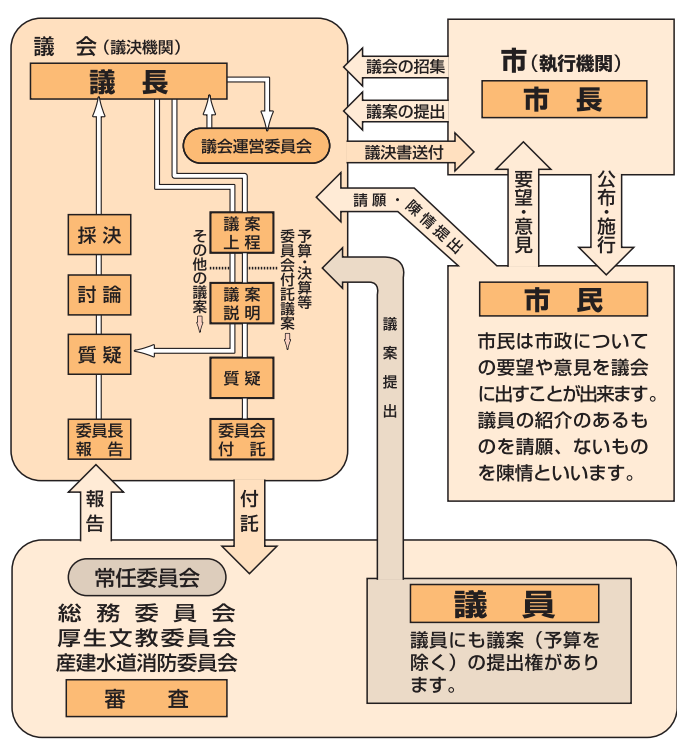 議　会（議決機関）
議　長
議会運営委員会
採　決
討　論
質　疑
委員長
報　告
議　案
上　程
議　案
説　明
質　疑
委員会
付　託
その他の議案
予算・決算等
委員会付託議案
議会の招集
議案の提出
議決書送付
請願・陳情提出
議案提出
市（執行機関）
市　長
要望・意見
公布・施行
市　民
市民は市政について
の要望や意見を議会
に出すことが出来ます。
議員の紹介のあるも
のを請願、ないもの
を陳情といいます。
報告
付託
常任委員会
総務委員会
厚生文教委員会
産建水道消防委員会
審　査
議　員
議員にも議案（予算を
除く）の提出権があり
ます。